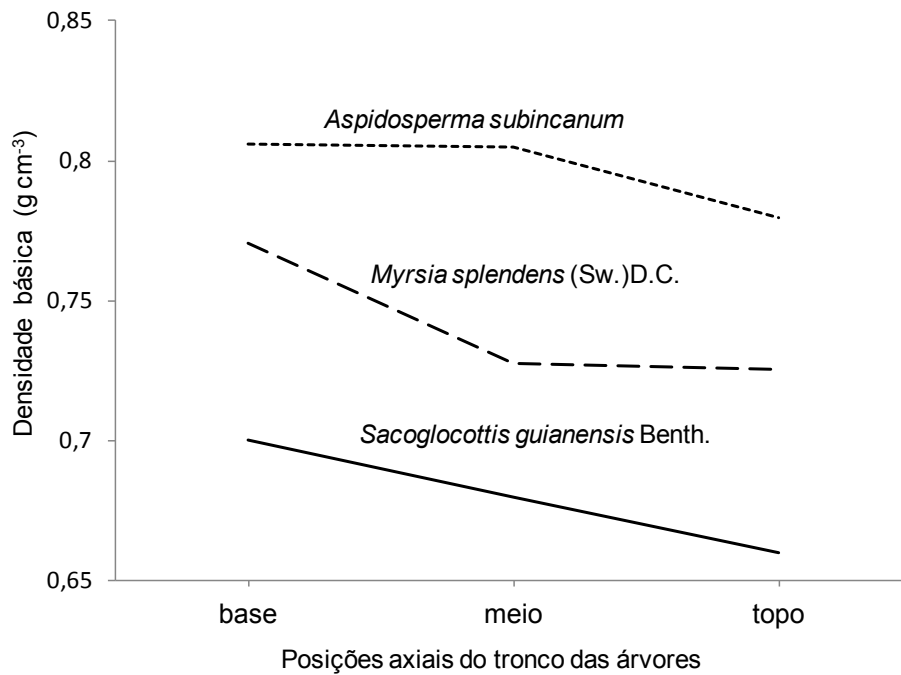 Densidade básica (g cm⁻³)
0,85
0,8
0,75
0,7
0,65
Aspidosperma subincanum
Myrsia splendens (Sw.)D.C.
Sacoglocottis guianensis Benth.
base meio topo
Posições axiais do tronco das árvores